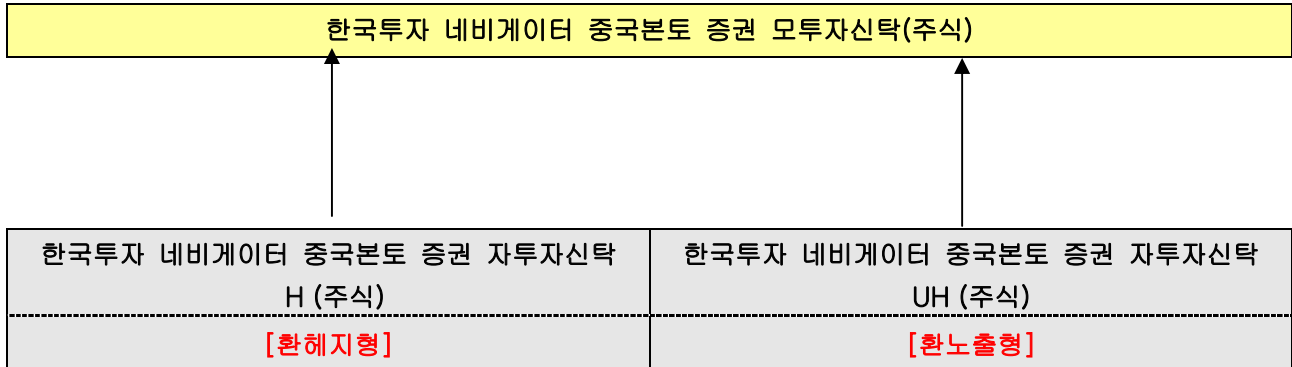 한국투자 네비게이터 중국본토 증권 모투자신탁(주식)
한국투자 네비게이터 중국본토 증권 자투자신탁
H (주식)
[환헤지형]
한국투자 네비게이터 중국본토 증권 자투자신탁
UH (주식)
[환노출형]